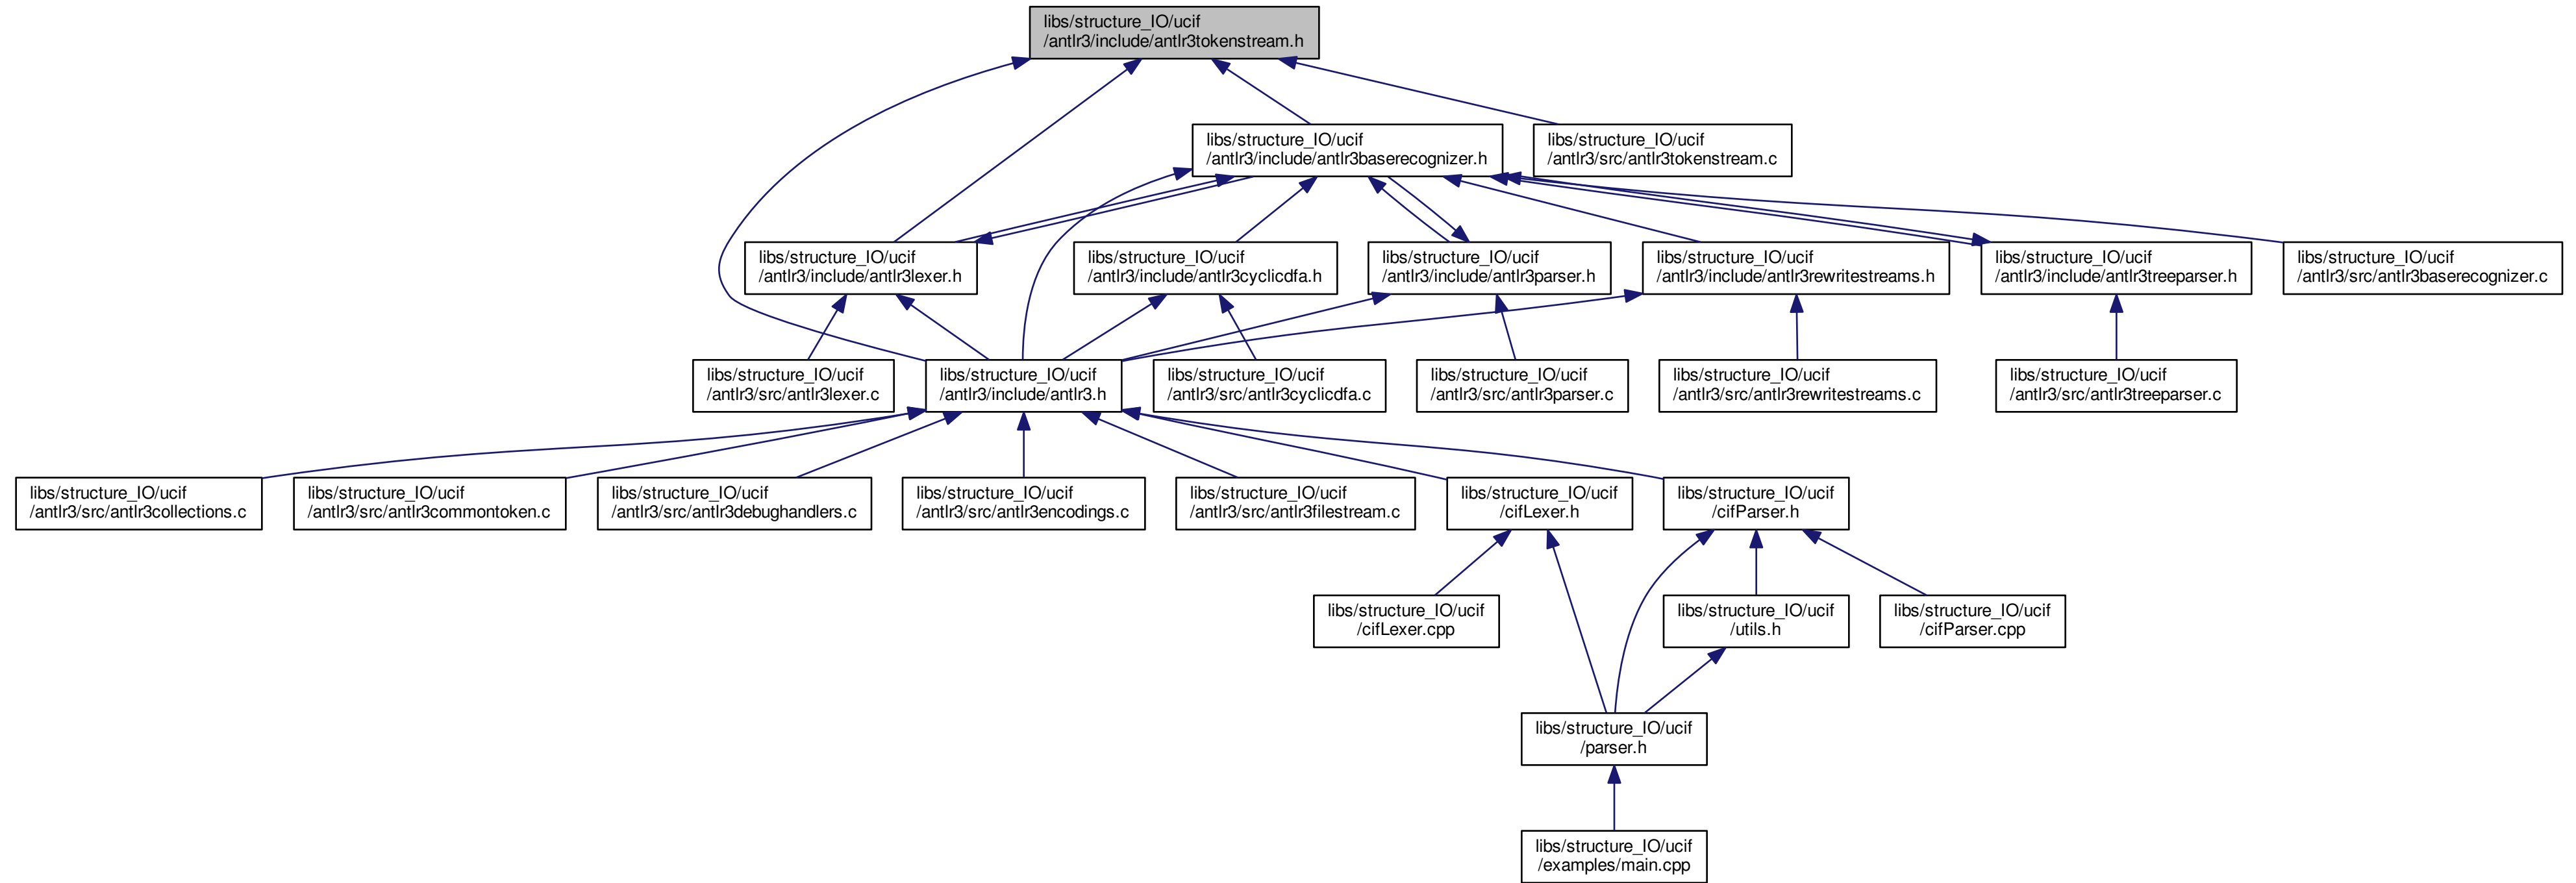 libs/structure_IO/ucif
/antlr3/include/antlr3tokenstream.h
libs/structure_IO/ucif
/antlr3/include/antlr3baserecognizer.h
libs/structure_IO/ucif
/antlr3/src/antlr3tokenstream.c
libs/structure_IO/ucif
/antlr3/include/antlr3lexer.h
libs/structure_IO/ucif
/antlr3/include/antlr3cyclicdfa.h
libs/structure_IO/ucif
/antlr3/include/antlr3parser.h
libs/structure_IO/ucif
/antlr3/include/antlr3rewritestreams.h
libs/structure_IO/ucif
/antlr3/include/antlr3treeparser.h
libs/structure_IO/ucif
/antlr3/src/antlr3baserecognizer.c
libs/structure_IO/ucif
/antlr3/src/antlr3lexer.c
libs/structure_IO/ucif
/antlr3/include/antlr3.h
libs/structure_IO/ucif
/antlr3/src/antlr3cyclicdfa.c
libs/structure_IO/ucif
/antlr3/src/antlr3parser.c
libs/structure_IO/ucif
/antlr3/src/antlr3rewritestreams.c
libs/structure_IO/ucif
/antlr3/src/antlr3treeparser.c
libs/structure_IO/ucif
/antlr3/src/antlr3collections.c
libs/structure_IO/ucif
/antlr3/src/antlr3commontoken.c
libs/structure_IO/ucif
/antlr3/src/antlr3debughandlers.c
libs/structure_IO/ucif
/antlr3/src/antlr3encodings.c
libs/structure_IO/ucif
/antlr3/src/antlr3filestream.c
libs/structure_IO/ucif
/cifLexer.h
libs/structure_IO/ucif
/cifParser.h
libs/structure_IO/ucif
/cifLexer.cpp
libs/structure_IO/ucif
/utils.h
libs/structure_IO/ucif
/cifParser.cpp
libs/structure_IO/ucif
/parser.h
libs/structure_IO/ucif
/examples/main.cpp